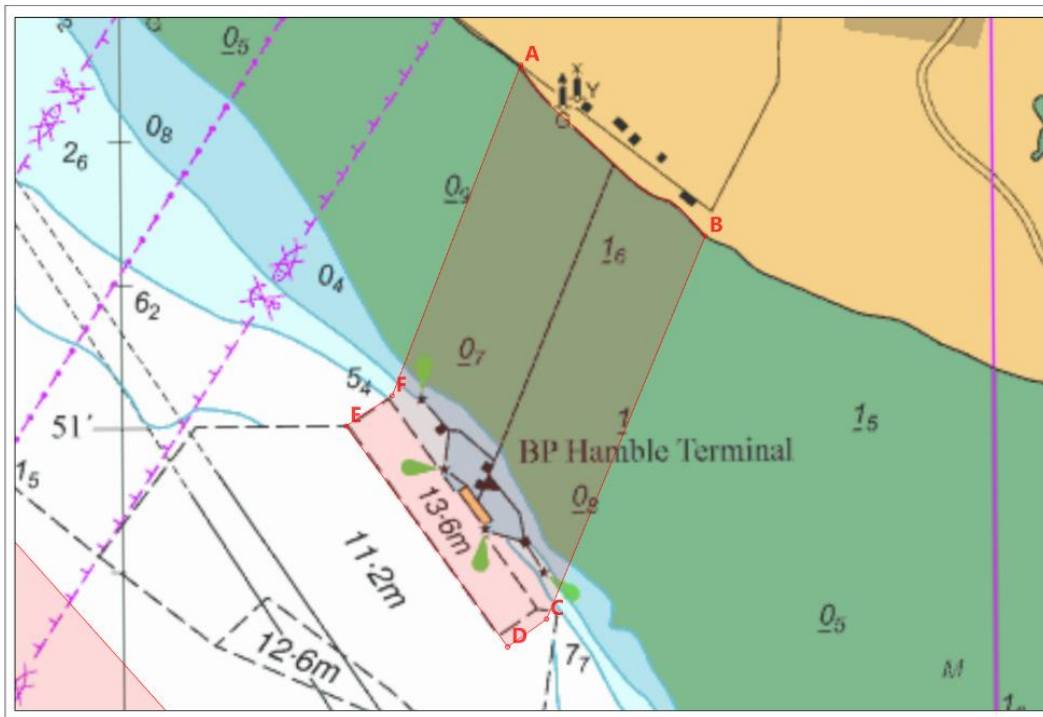 0₅
A
X
Y
G
0₈
2₆
0₉
B
1₆
0₄
6₂
0₇
5₄
F
E
51′
1
1₅
BP Hamble Terminal
1₅
0₈
13·6m
11·2m
C
D
0₅
12·6m
7₇
M